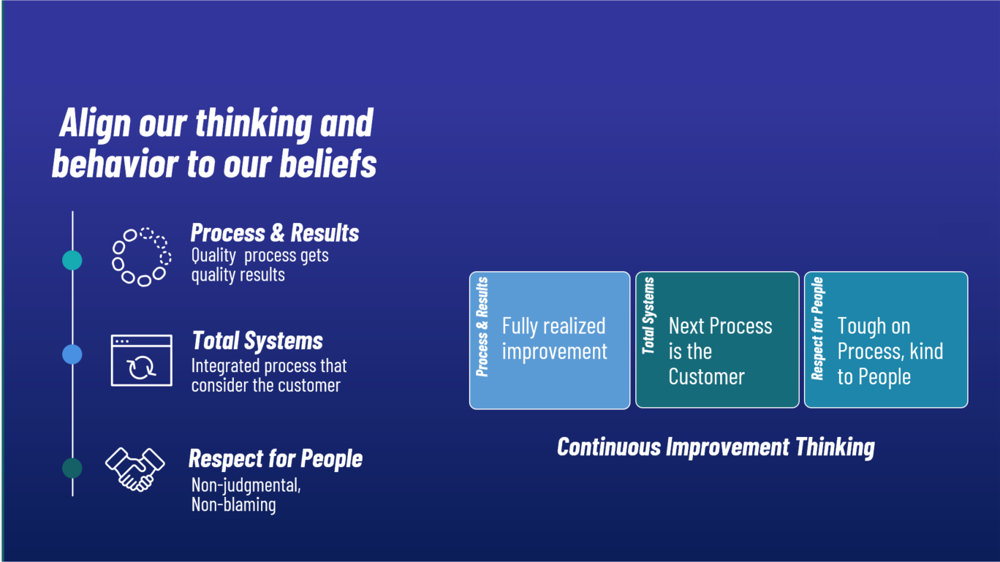 Align our thinking and
behavior to our beliefs
Process & Results
Quality process gets
quality results
Total Systems
Integrated process that
consider the customer
Respect for People
Non-judgmental,
Non-blaming
Process & Results
Fully realized
improvement
Total Systems
Next Process
is the
Customer
Respect for People
Tough on
Process, kind
to People
Continuous Improvement Thinking